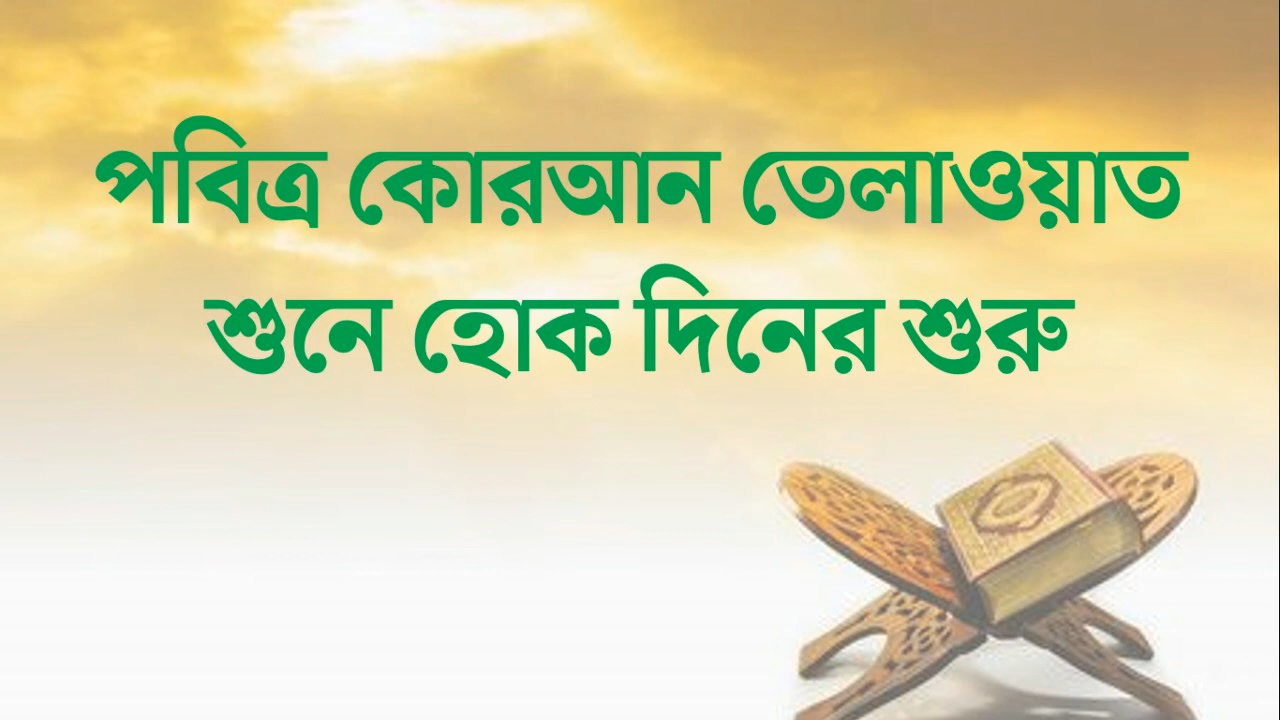 পবিত্র কোরআন তেলাওয়াত
শুনে হোক দিনের শুরু